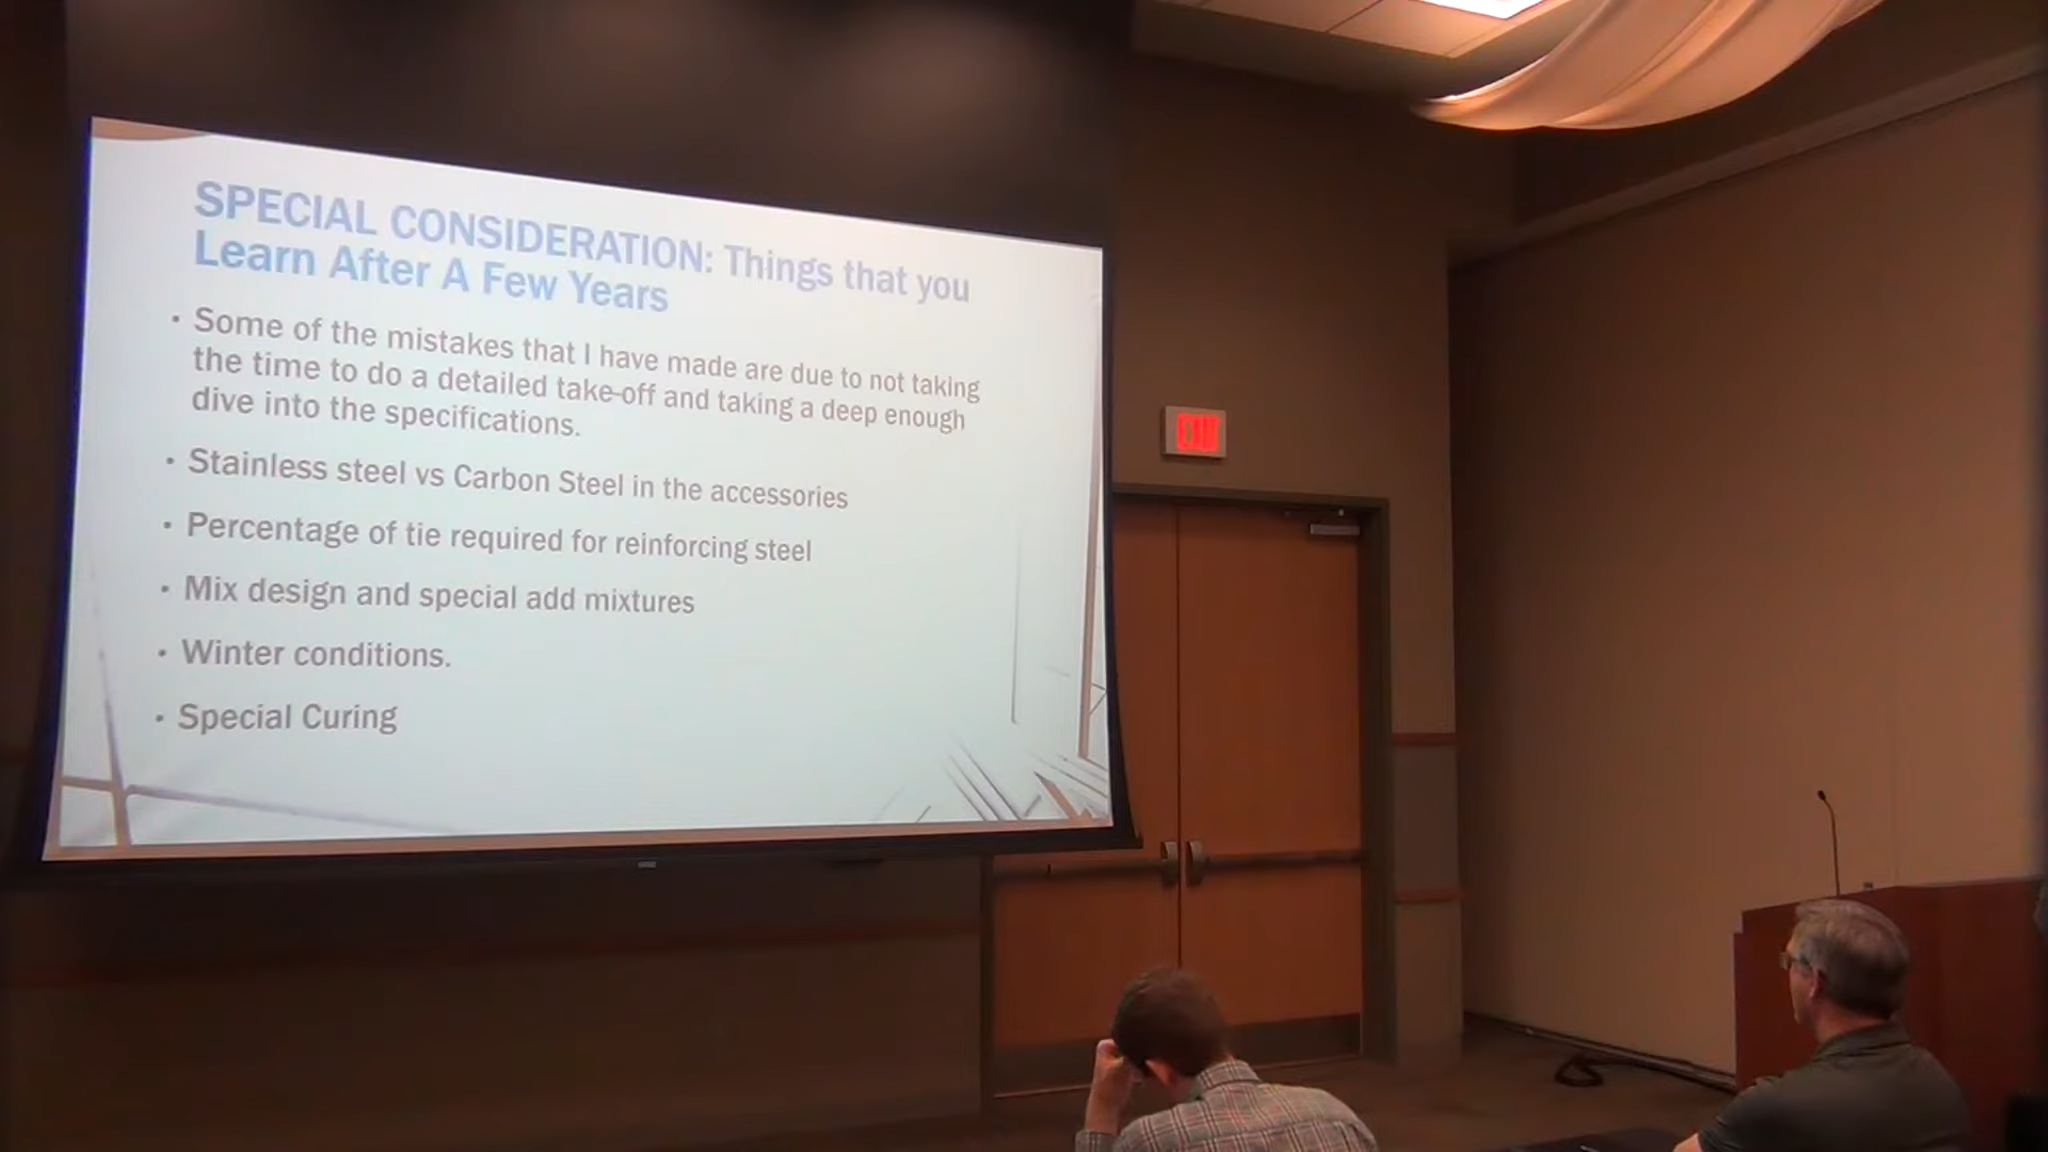 SPECIAL CONSIDERATION: Things that you
Learn After A Few Years
• Some of the mistakes that I have made are due to not taking
the time to do a detailed take-off and taking a deep enough
dive into the specifications.
• Stainless steel vs Carbon Steel in the accessories
• Percentage of tie required for reinforcing steel
• Mix design and special add mixtures
• Winter conditions.
• Special Curing
EXIT